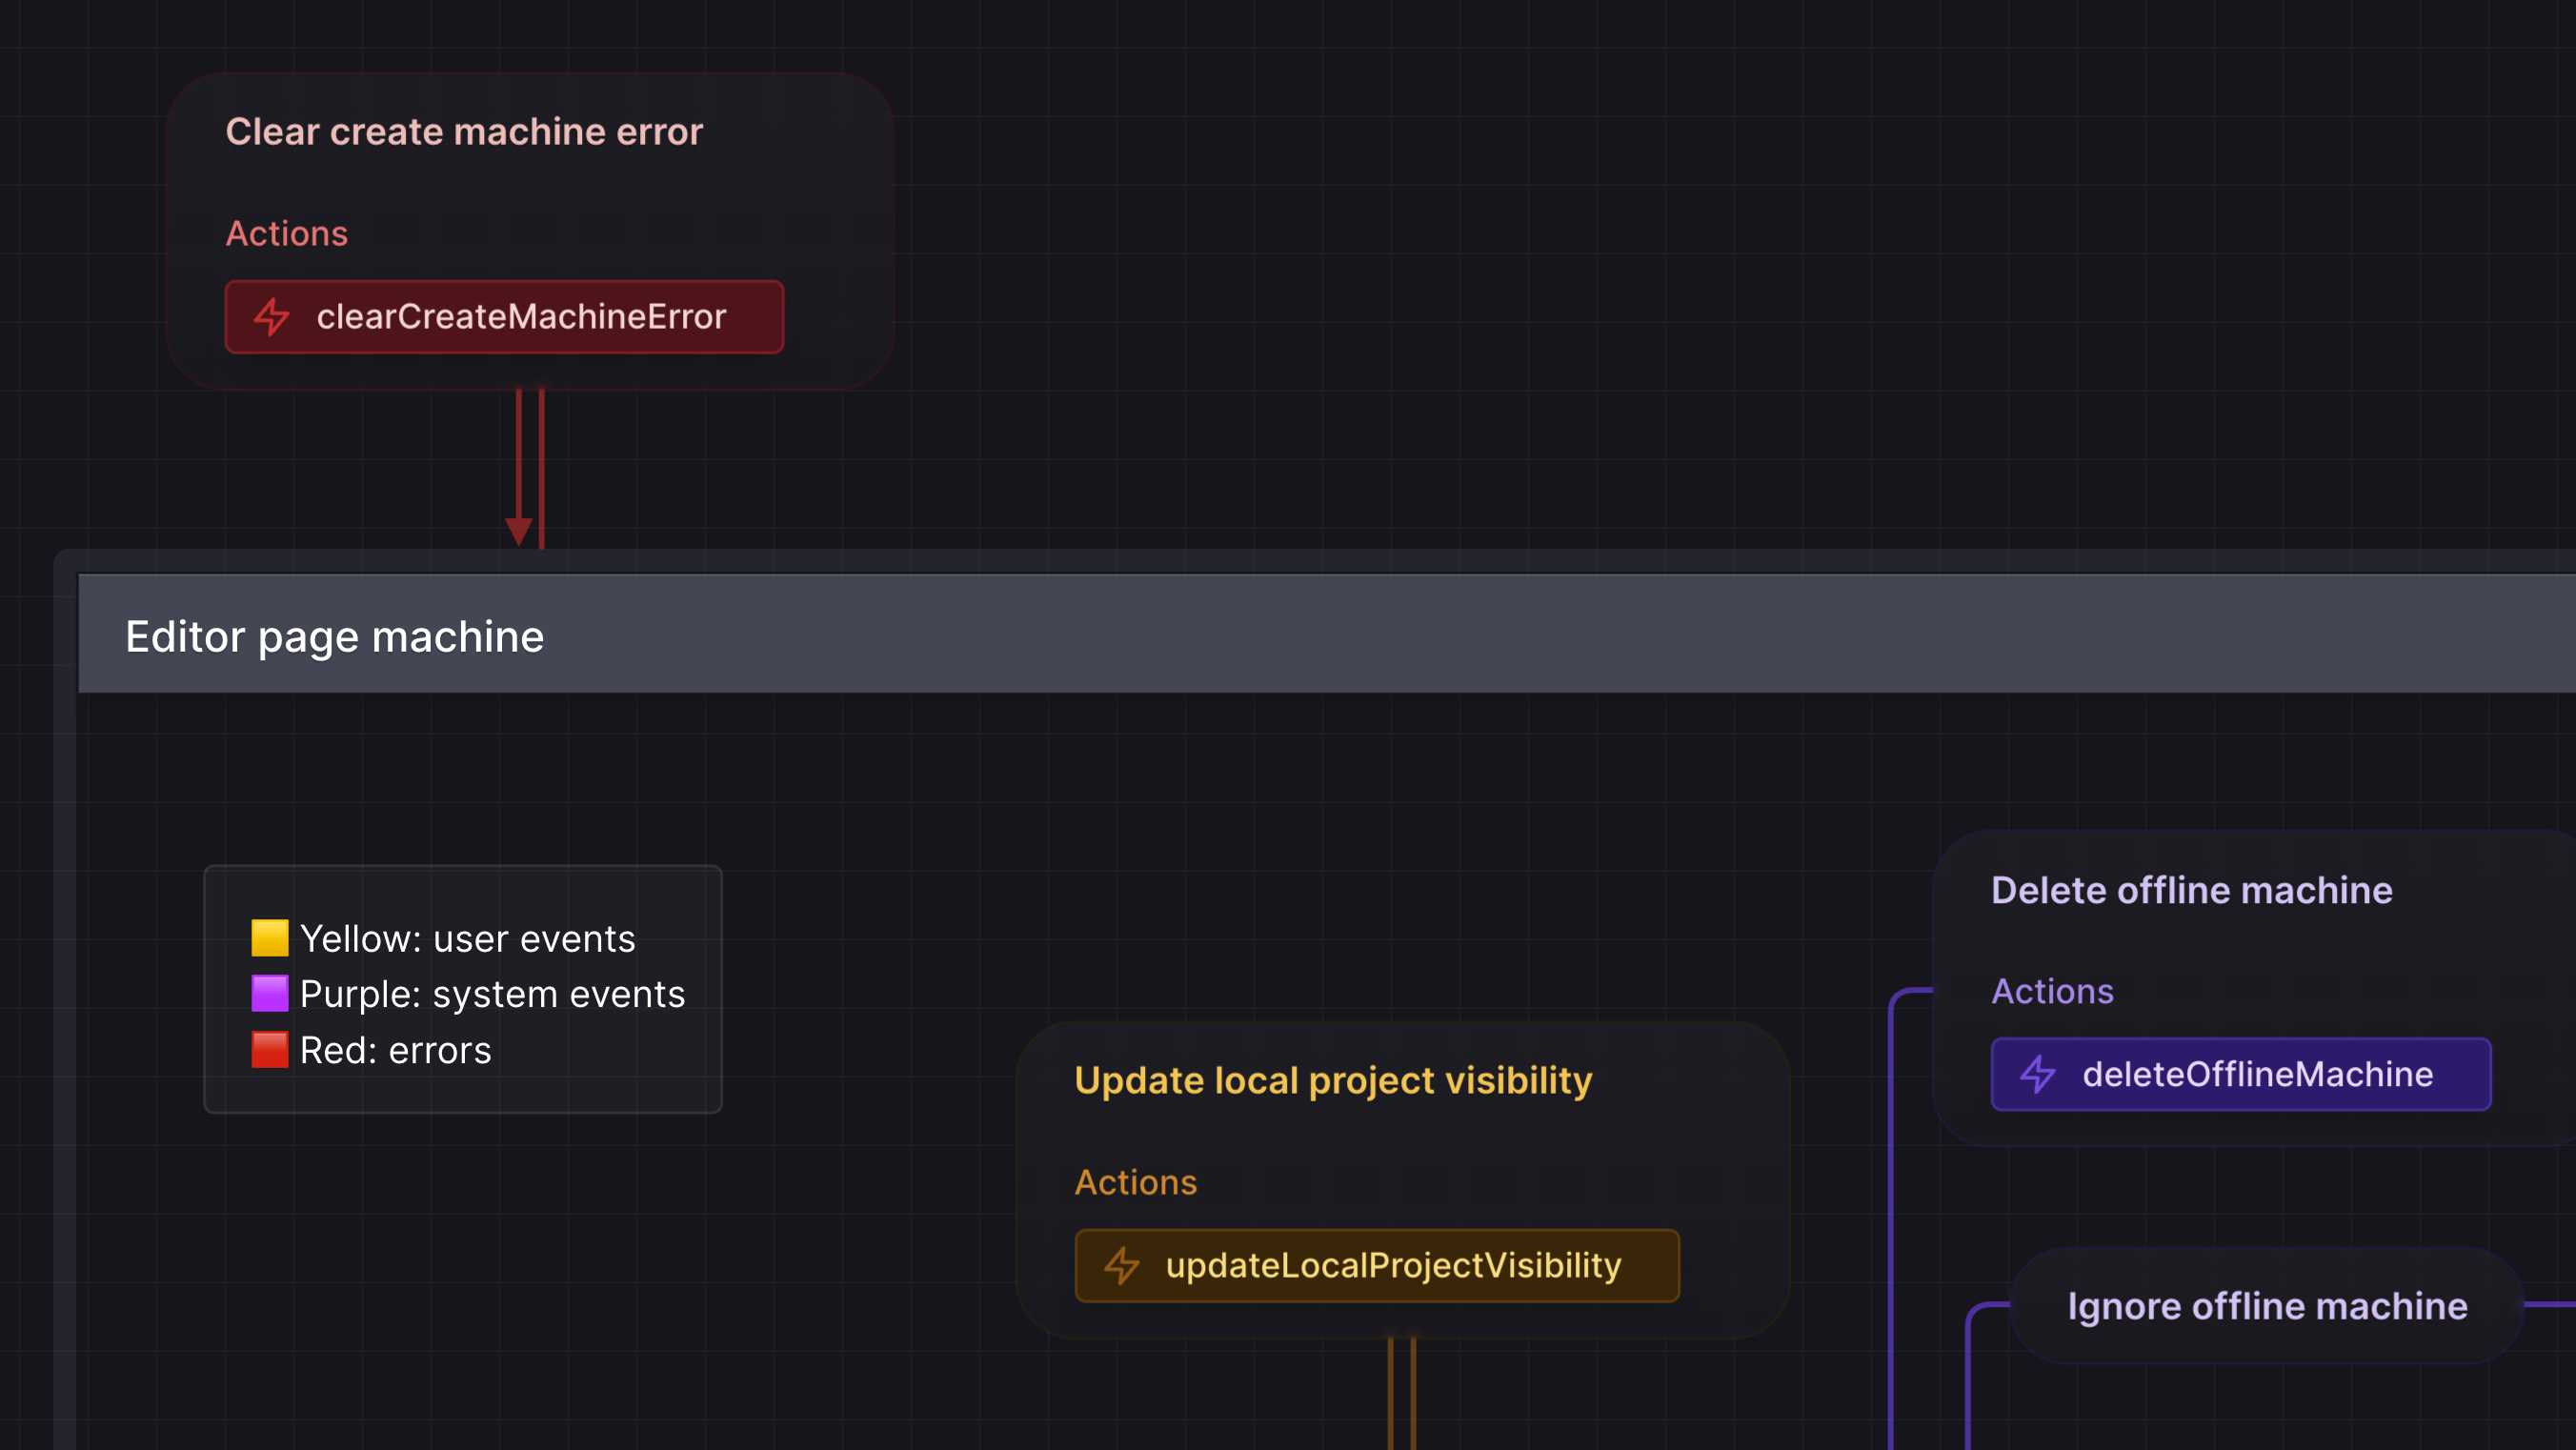 Clear create machine error
Actions
clearCreateMachineError
Editor page machine
Yellow: user events
Purple: system events
Red: errors
Update local project visibility
Actions
updateLocalProjectVisibility
Delete offline machine
Actions
deleteOfflineMachine
Ignore offline machine